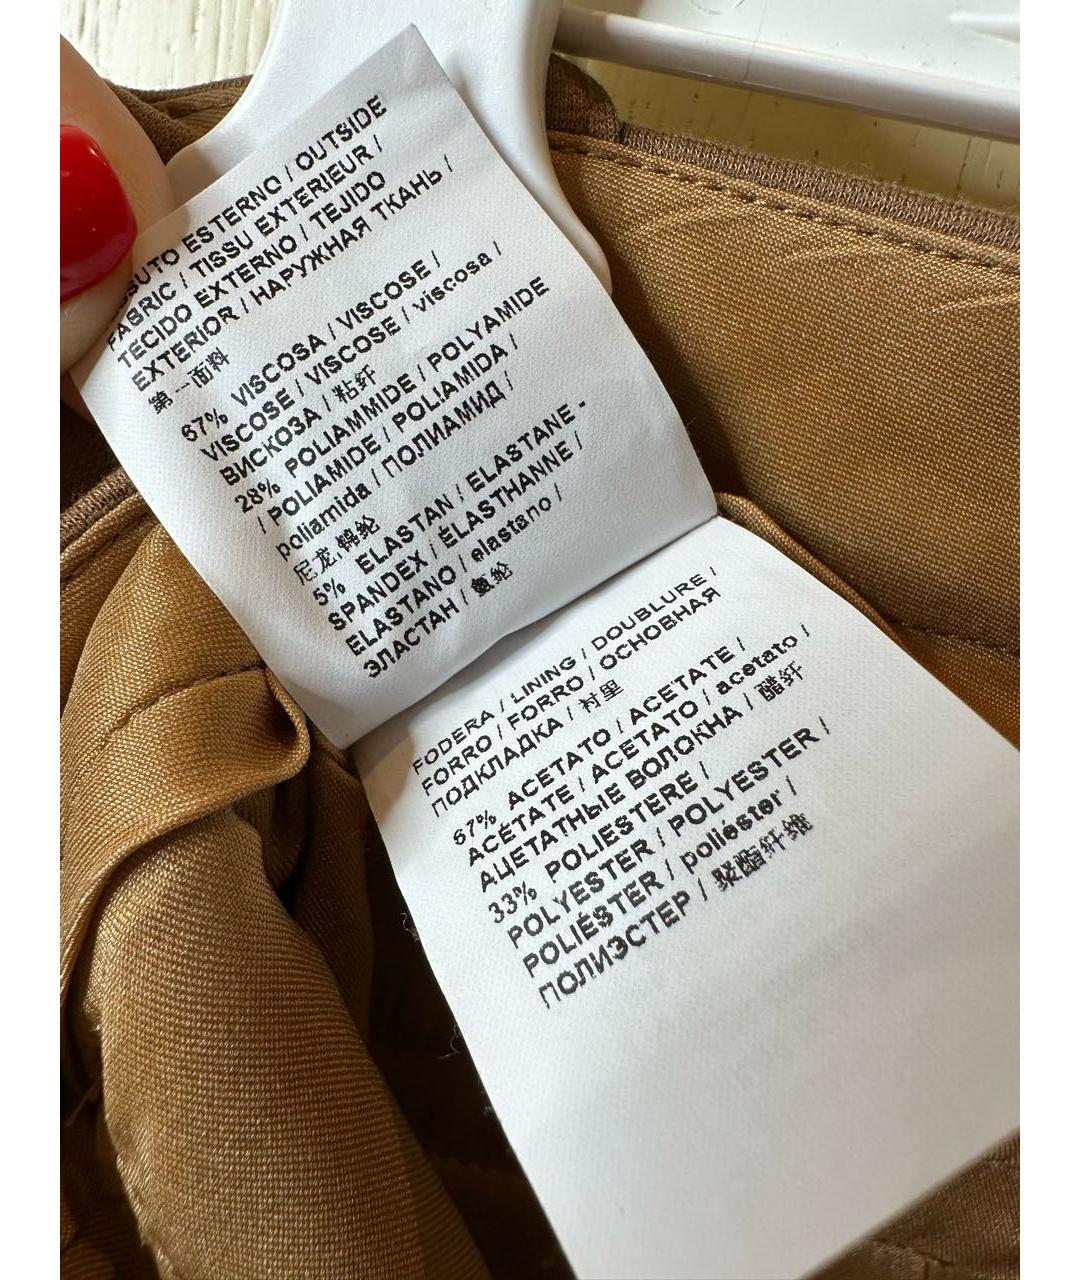 TESSUTO ESTERNO / OUTSIDE
FABRIC / TISSU EXTERIEUR /
TECIDO EXTERNO / TEJIDO
EXTERIOR / НАРУЖНАЯ ТКАНЬ /
第一面料
67% VISCOSA / VISCOSE /
VISCOSE / VISCOSE / viscosa /
ВИСКОЗА / 粘纤
28% POLIAMMIDE / POLYAMIDE
/ POLIAMIDE / POLIAMIDA /
poliamida / ПОЛИАМИД /
尼龙,锦纶
5% ELASTAN / ELASTANE -
SPANDEX / ÉLASTHANNE /
ELASTANO / elastano /
ЭЛАСТАН / 氨纶
FODERA / LINING / DOUBLURE /
FORRO / FORRO / ОСНОВНАЯ
ПОДКЛАДКА / 衬里
67% ACETATO / ACETATE /
ACÉTATE / ACETATO / acetato /
АЦЕТАТНЫЕ ВОЛОКНА / 醋纤
33% POLIESTERE /
POLYESTER / POLYESTER /
POLIÉSTER / poliéster /
ПОЛИЭСТЕР / 聚酯纤维